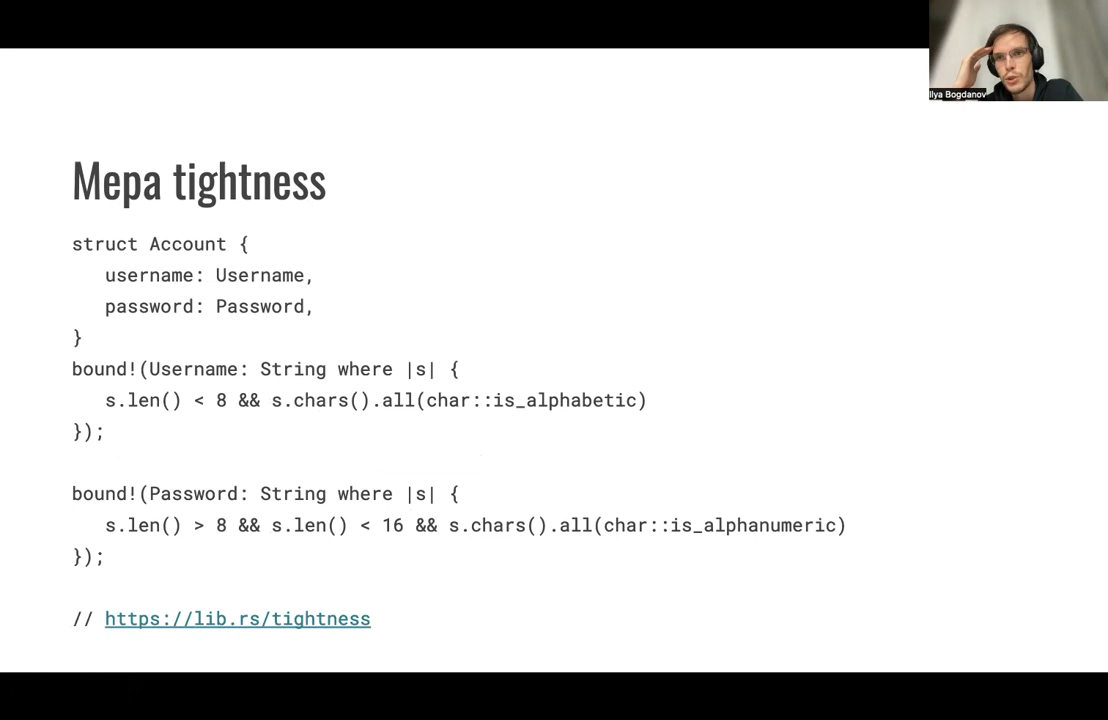 Ilya Bogdanov
Мера tightness
struct Account {
   username: Username,
   password: Password,
}
bound!(Username: String where |s| {
   s.len() < 8 && s.chars().all(char::is_alphabetic)
});
bound!(Password: String where |s| {
   s.len() > 8 && s.len() < 16 && s.chars().all(char::is_alphanumeric)
});
// https://lib.rs/tightness